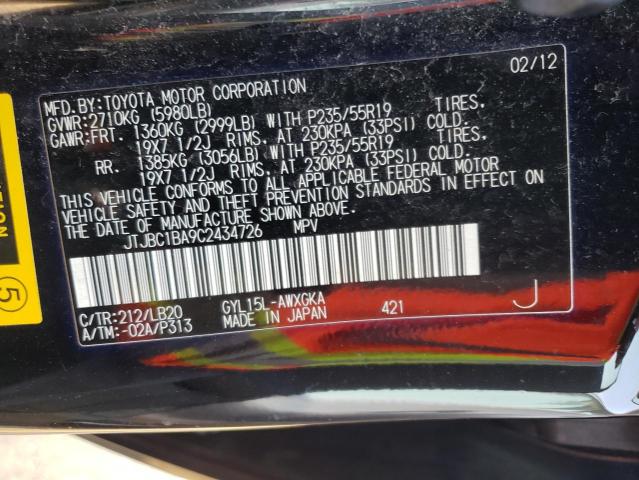 02/12
MFD.BY:TOYOTA MOTOR CORPORATION
GVWR:2710KG (5980LB)
GAWR:FRT. 1360KG (2999LB) WITH P235/55R19 TIRES.
19X7 1/2J RIMS. AT 230KPA (33PSI) COLD.
RR. 1385KG (3056LB) WITH P235/55R19 TIRES.
19X7 1/2J RIMS. AT 230KPA (33PSI) COLD.
THIS VEHICLE CONFORMS TO ALL APPLICABLE FEDERAL MOTOR
VEHICLE SAFETY AND THEFT PREVENTION STANDARDS IN EFFECT ON
THE DATE OF MANUFACTURE SHOWN ABOVE.
JTJBC1BA9C2434726 MPV
C/TR:212/LB20 GYL15L-AWXGKA 421 J
A/TM:-02A/P313 MADE IN JAPAN
5